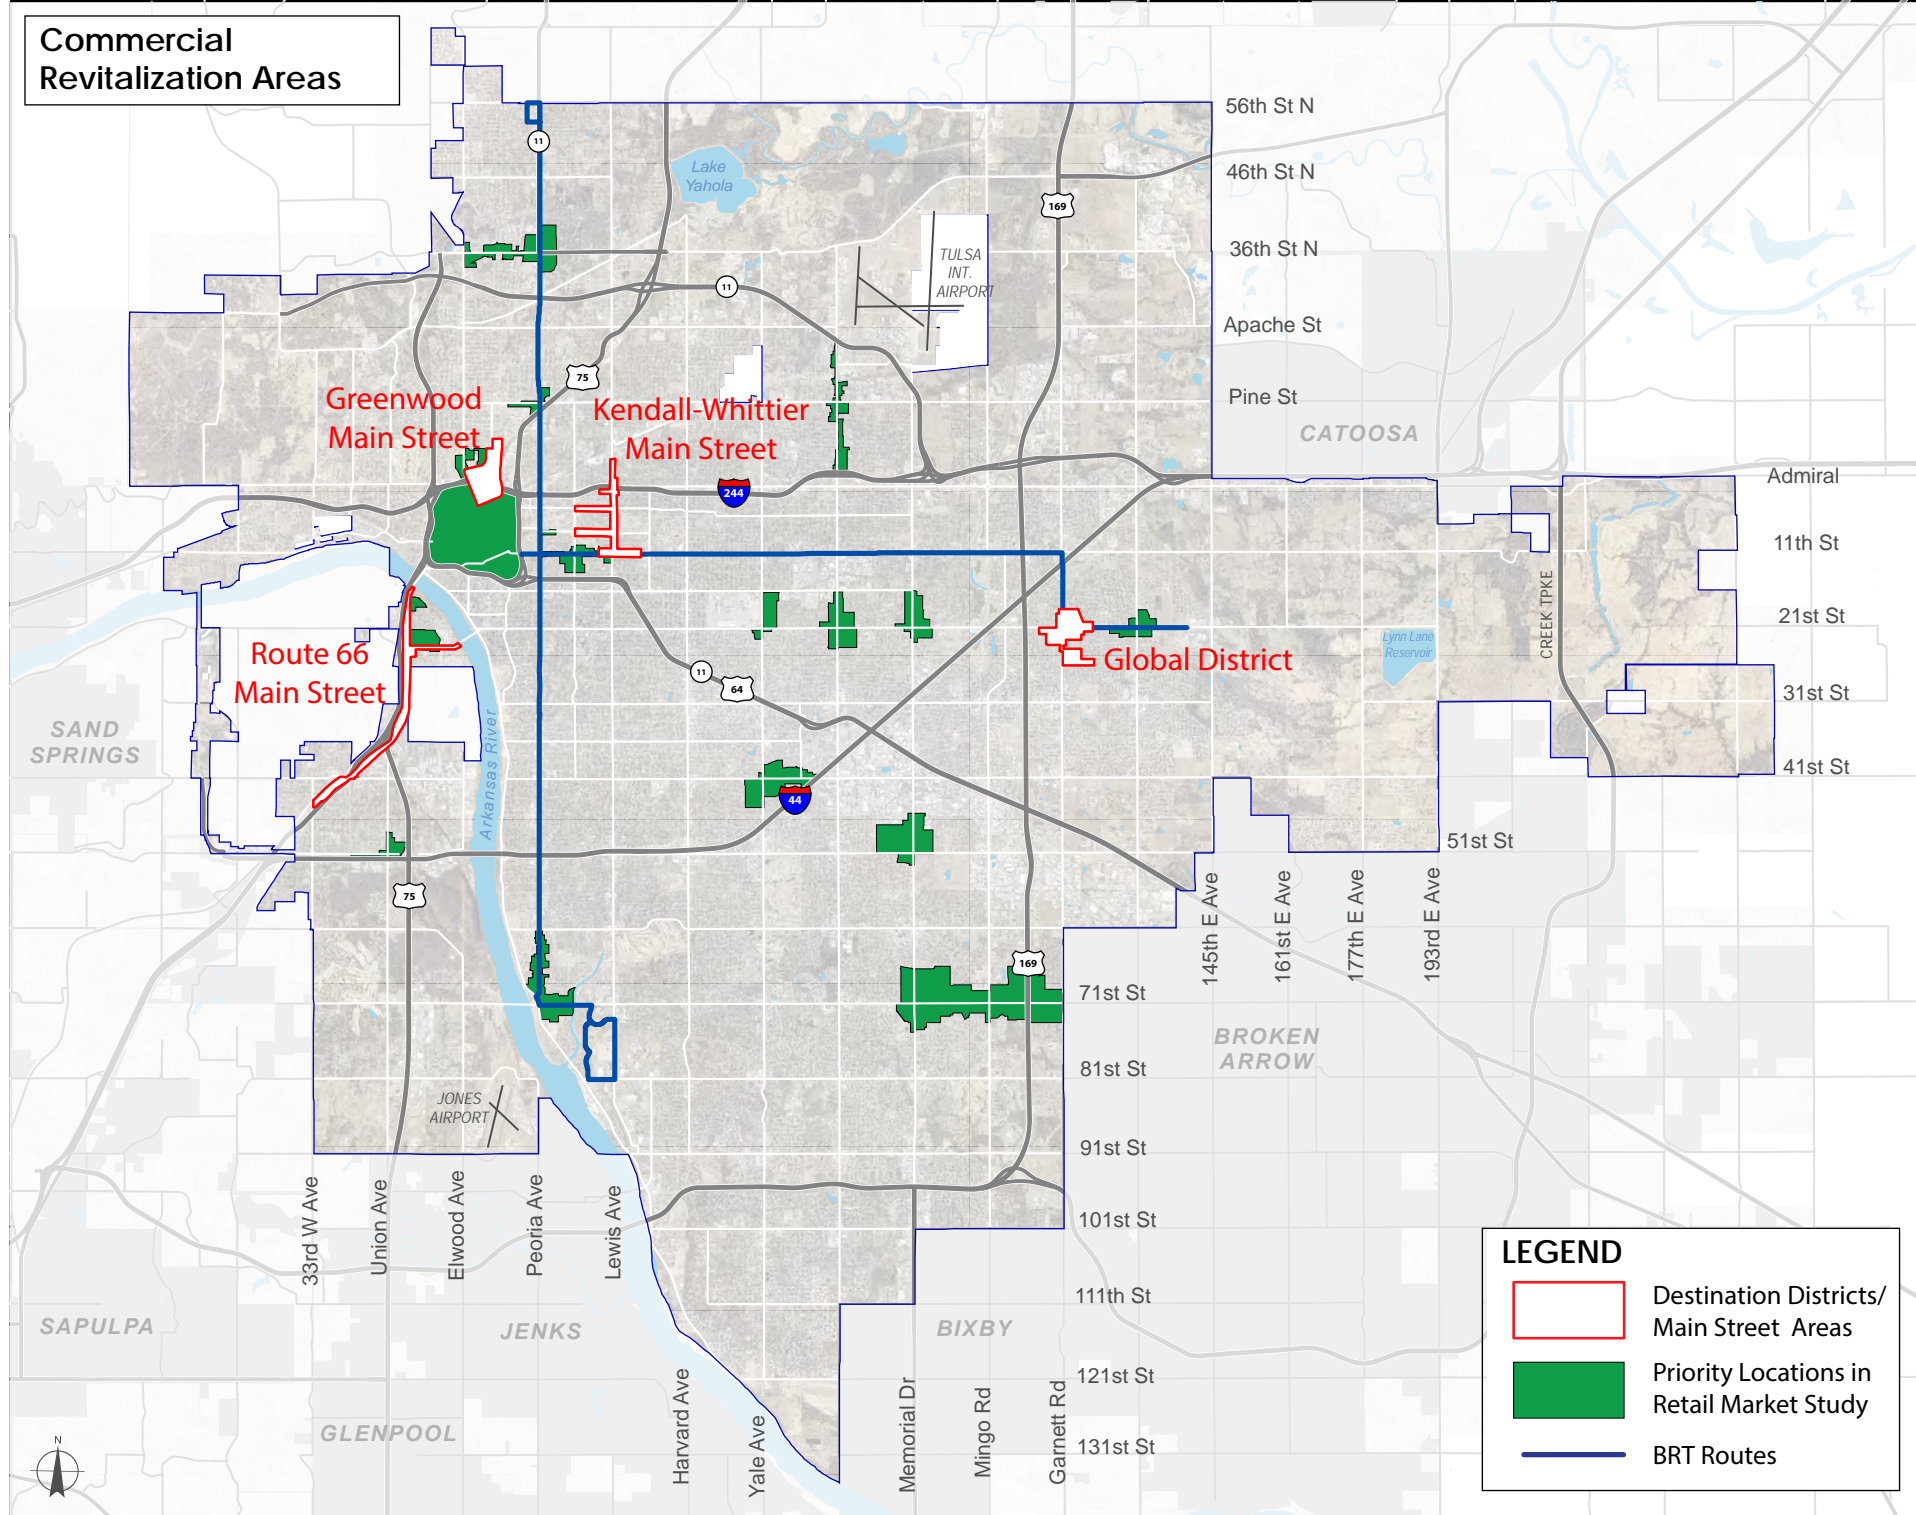 Commercial
Revitalization Areas
56th St N
11
46th St N
Lake
Yahola
169
36th St N
TULSA
INT.
AIRPORT
11
Apache St
75
Pine St
Greenwood
Main Street
Kendall-Whittier
Main Street
CATOOSA
Admiral
244
11th St
CREEK TPKE
21st St
Lynn Lane
Reservoir
Route 66
Main Street
Global District
11
64
31st St
SAND
SPRINGS
Arkansas River
41st St
44
51st St
75
145th E Ave
161st E Ave
177th E Ave
193rd E Ave
169
71st St
BROKEN
ARROW
81st St
JONES
AIRPORT
91st St
33rd W Ave
Union Ave
Elwood Ave
Peoria Ave
Lewis Ave
101st St
111th St
SAPULPA
JENKS
BIXBY
121st St
GLENPOOL
Harvard Ave
Yale Ave
Memorial Dr
Mingo Rd
Garnett Rd
131st St
N
LEGEND
Destination Districts/
Main Street Areas
Priority Locations in
Retail Market Study
BRT Routes